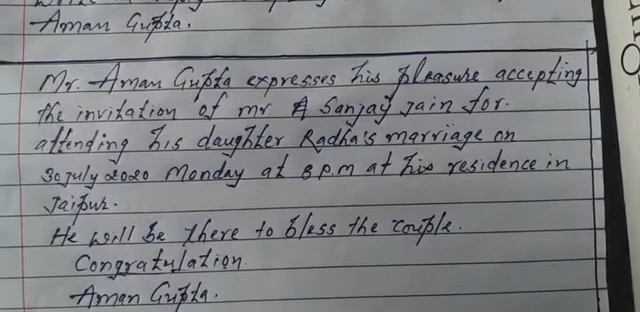 Aman Gupta.
Mr. Aman Gupta expresses his pleasure accepting
the invitation of mr A Sanjay Jain for.
attending his daughter Radha's marriage on
30 July 2020 Monday at 8 P.m at his residence in
Jaipur.
He will be there to bless the couple.
Congratulation.
Aman Gupta.